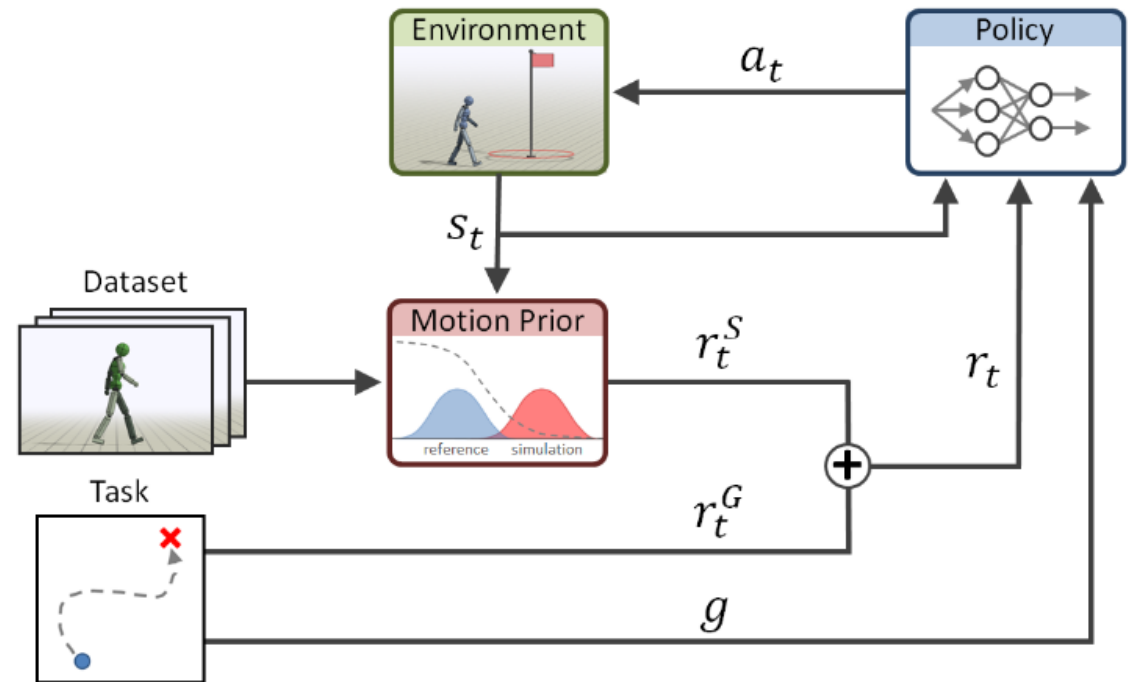 Environment
Policy
a_t
s_t
Dataset
Motion Prior
reference simulation
r_t^S
r_t
+
Task
r_t^G
g